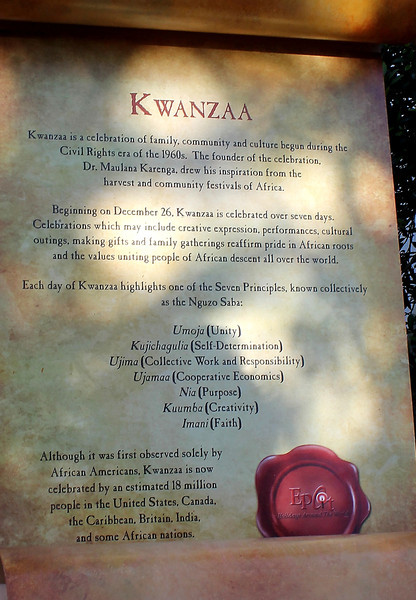 KWANZAA
Kwanzaa is a celebration of family, community and culture begun during the
Civil Rights era of the 1960s. The founder of the celebration,
Dr. Maulana Karenga, drew his inspiration from the
harvest and community festivals of Africa.
Beginning on December 26, Kwanzaa is celebrated over seven days.
Celebrations which may include creative expression, performances, cultural
outings, making gifts and family gatherings reaffirm pride in African roots
and the values uniting people of African descent all over the world.
Each day of Kwanzaa highlights one of the Seven Principles, known collectively
as the Nguzo Saba:
Umoja (Unity)
Kujichagulia (Self-Determination)
Ujima (Collective Work and Responsibility)
Ujamaa (Cooperative Economics)
Nia (Purpose)
Kuumba (Creativity)
Imani (Faith)
Although it was first observed solely by
African Americans, Kwanzaa is now
celebrated by an estimated 18 million
people in the United States, Canada,
the Caribbean, Britain, India,
and some African nations.
Epcot
Holidays Around The World